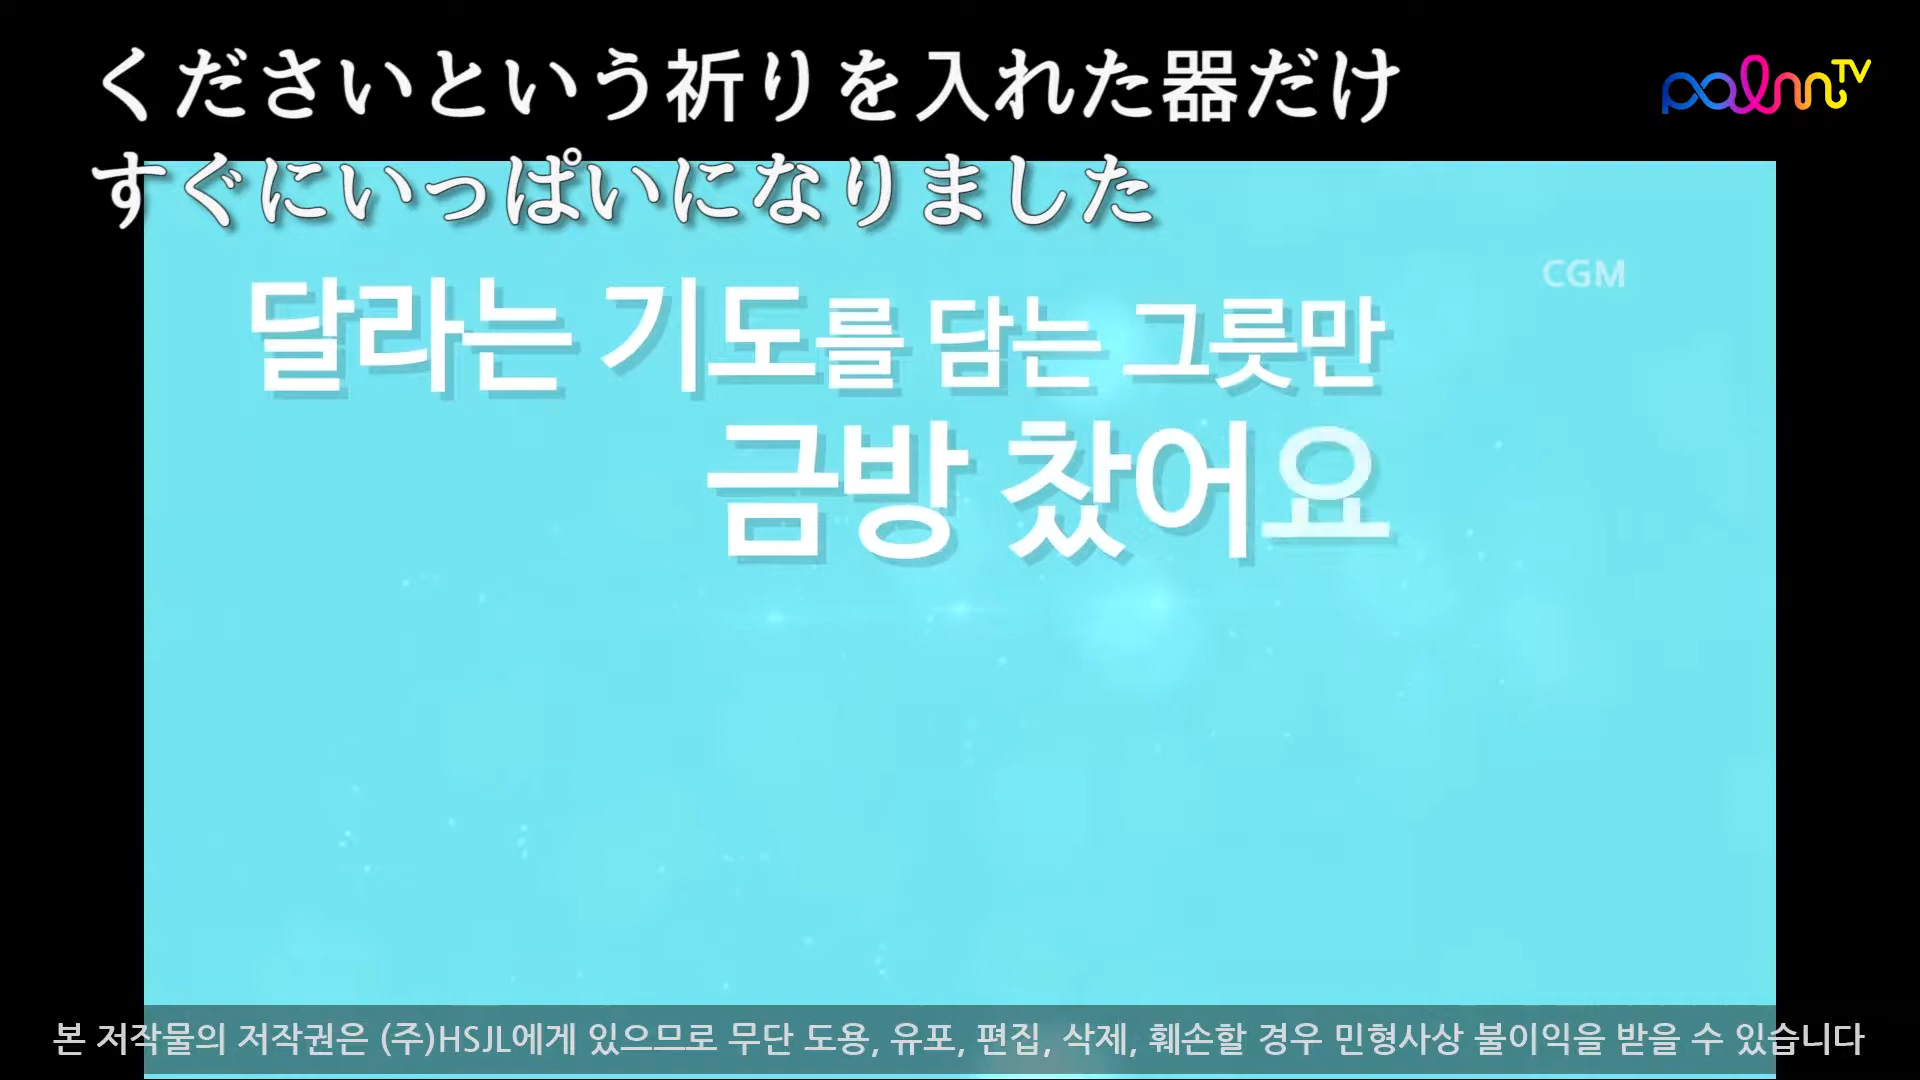 くださいという祈りを入れた器だけ
すぐにいっぱいになりました
palm TV
CGM
달라는 기도를 담는 그릇만
금방 찼어요
본 저작물의 저작권은 (주)HSJL에게 있으므로 무단 도용, 유포, 편집, 삭제, 훼손할 경우 민형사상 불이익을 받을 수 있습니다